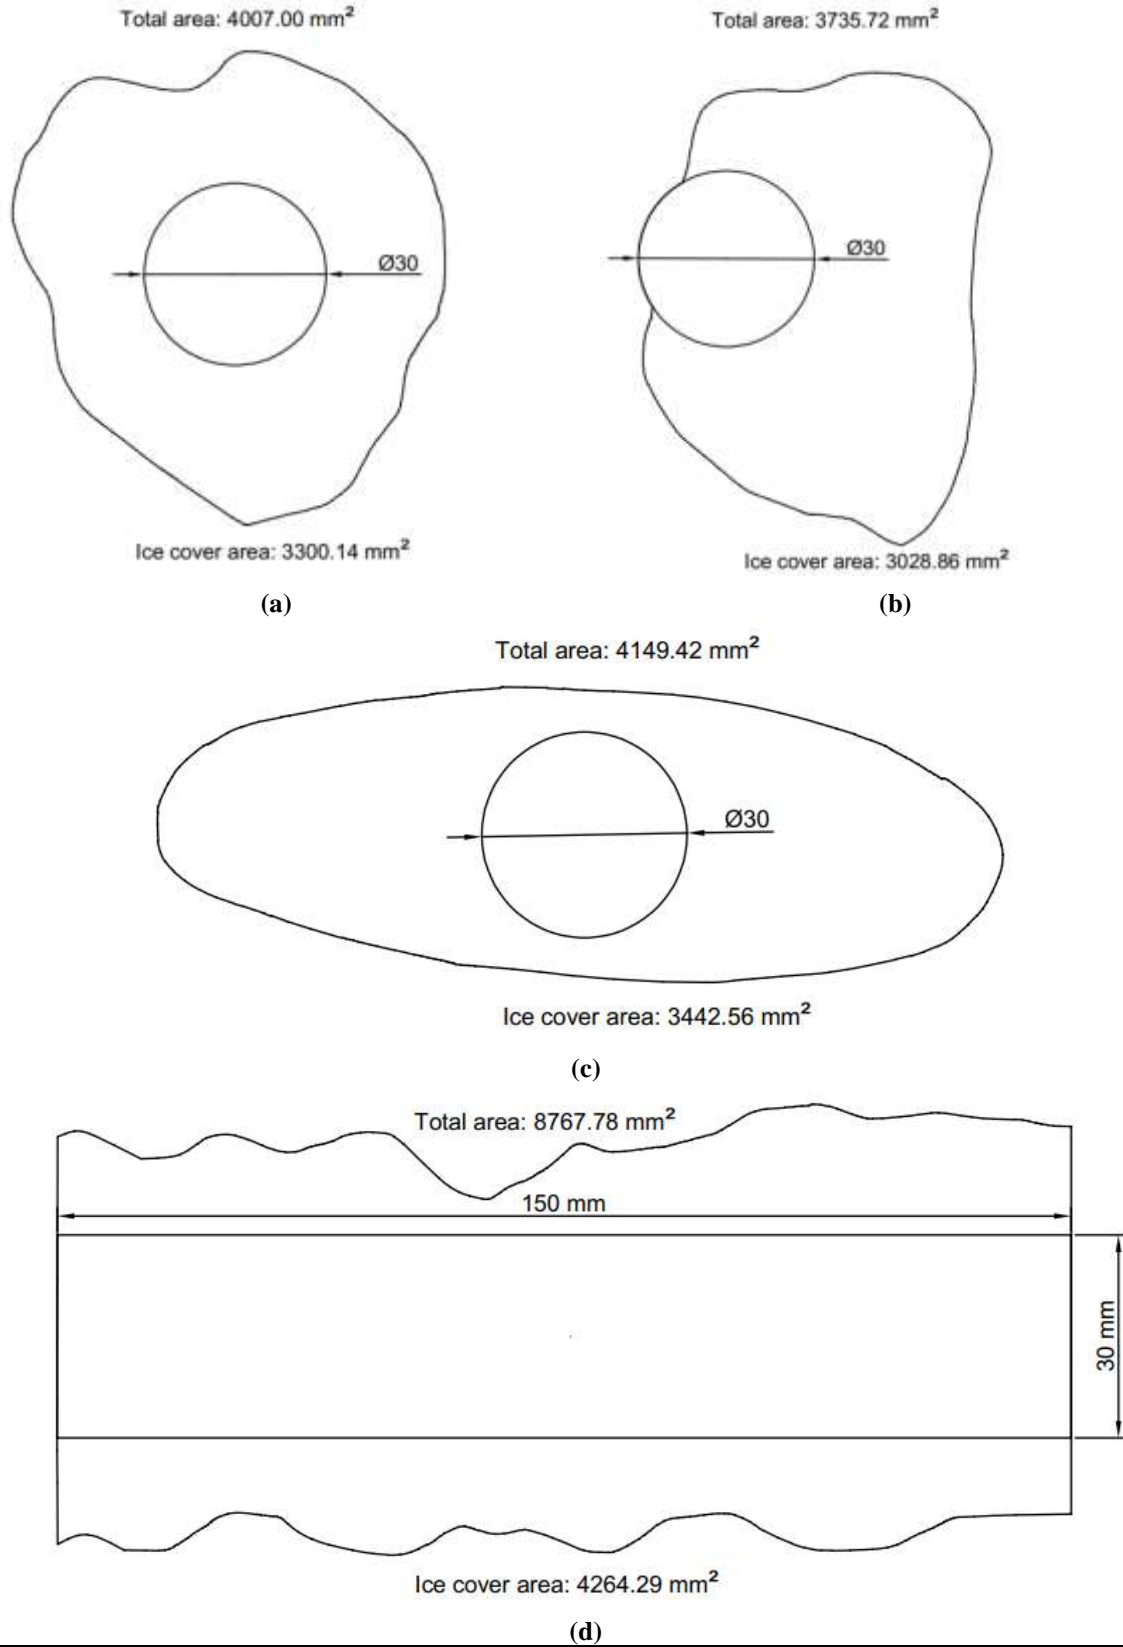 Total area: 4007.00 mm²
Ø30
Ice cover area: 3300.14 mm²
(a)
Total area: 3735.72 mm²
Ø30
Ice cover area: 3028.86 mm²
(b)
Total area: 4149.42 mm²
Ø30
Ice cover area: 3442.56 mm²
(c)
Total area: 8767.78 mm²
150 mm
30 mm
Ice cover area: 4264.29 mm²
(d)